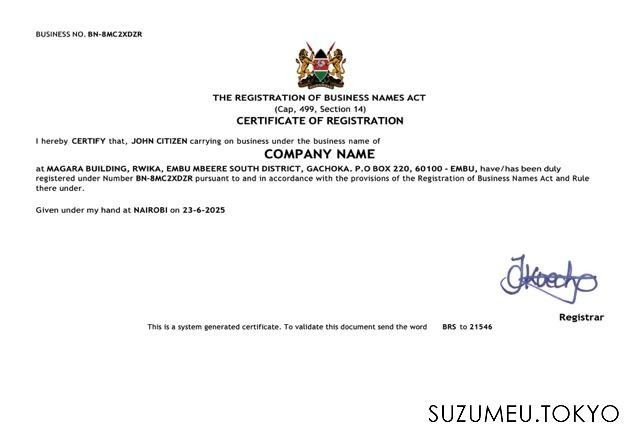 BUSINESS NO. BN-8MC2XDZR
THE REGISTRATION OF BUSINESS NAMES ACT
(Cap, 499, Section 14)
CERTIFICATE OF REGISTRATION
I hereby CERTIFY that, JOHN CITIZEN carrying on business under the business name of
COMPANY NAME
at MAGARA BUILDING, RWIKA, EMBU MBEERE SOUTH DISTRICT, GACHOKA. P.O BOX 220, 60100 - EMBU, have/has been duly
registered under Number BN-8MC2XDZR pursuant to and in accordance with the provisions of the Registration of Business Names Act and Rule
there under.
Given under my hand at NAIROBI on 23-6-2025
Registrar
This is a system generated certificate. To validate this document send the word BRS to 21546
SUZUMEU.TOKYO